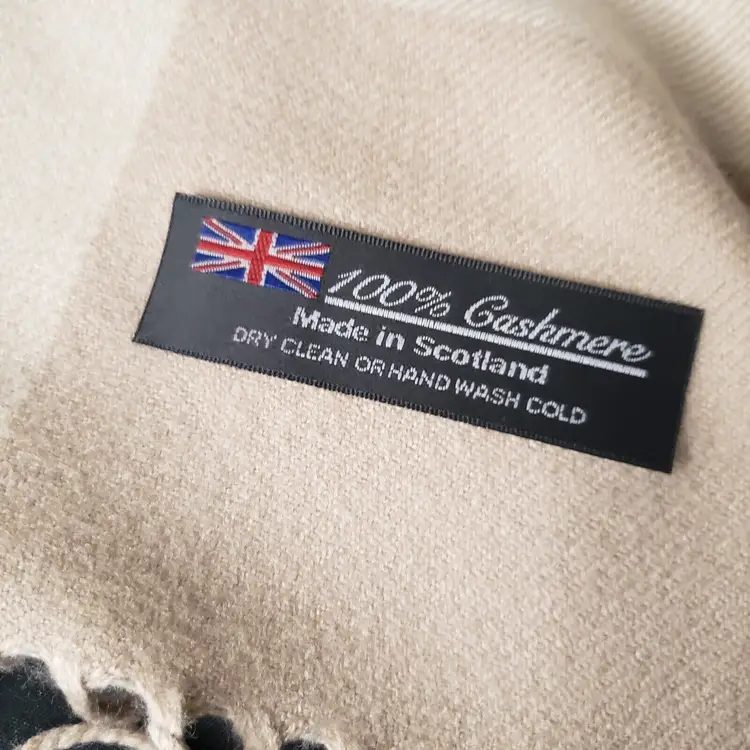 100% Cashmere
Made in Scotland
DRY CLEAN OR HAND WASH COLD